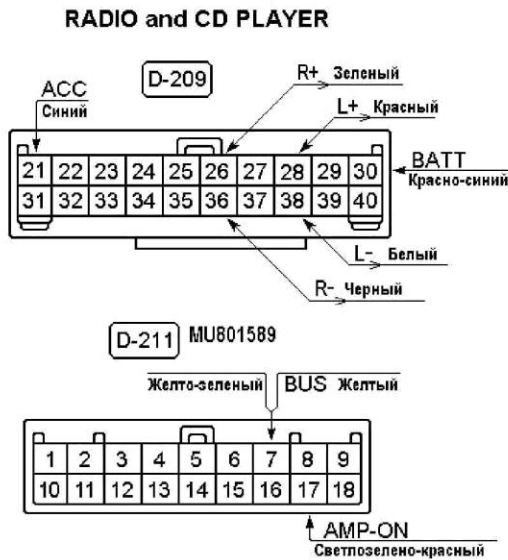 RADIO and CD PLAYER
D-209
ACC
Синий
R+ Зеленый
L+ Красный
21 22 23 24 25 26 27 28 29 30
31 32 33 34 35 36 37 38 39 40
BATT
Красно-синий
L- Белый
R- Черный
D-211 MU801589
Желто-зеленый BUS Желтый
1 2 3 4 5 6 7 8 9
10 11 12 13 14 15 16 17 18
AMP-ON
Светлозелено-красный